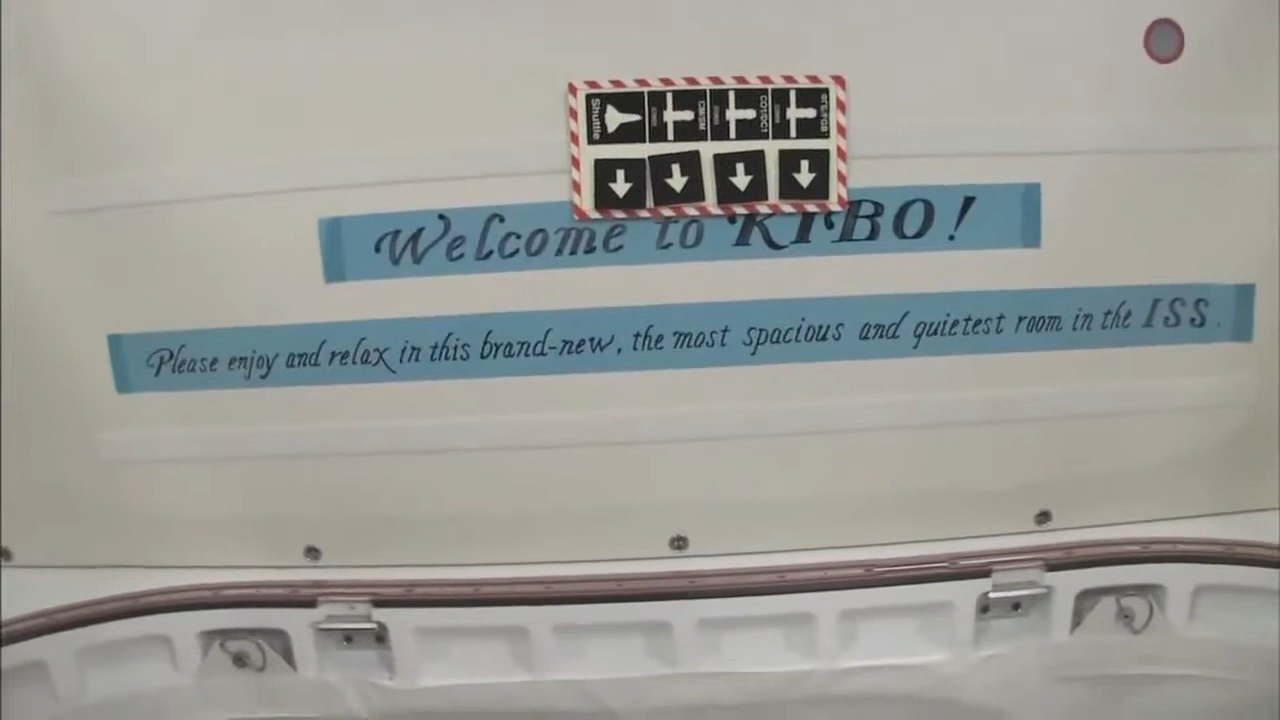 Shuttle
Welcome to KIBO!
Please enjoy and relax in this brand-new, the most spacious and quietest room in the ISS.